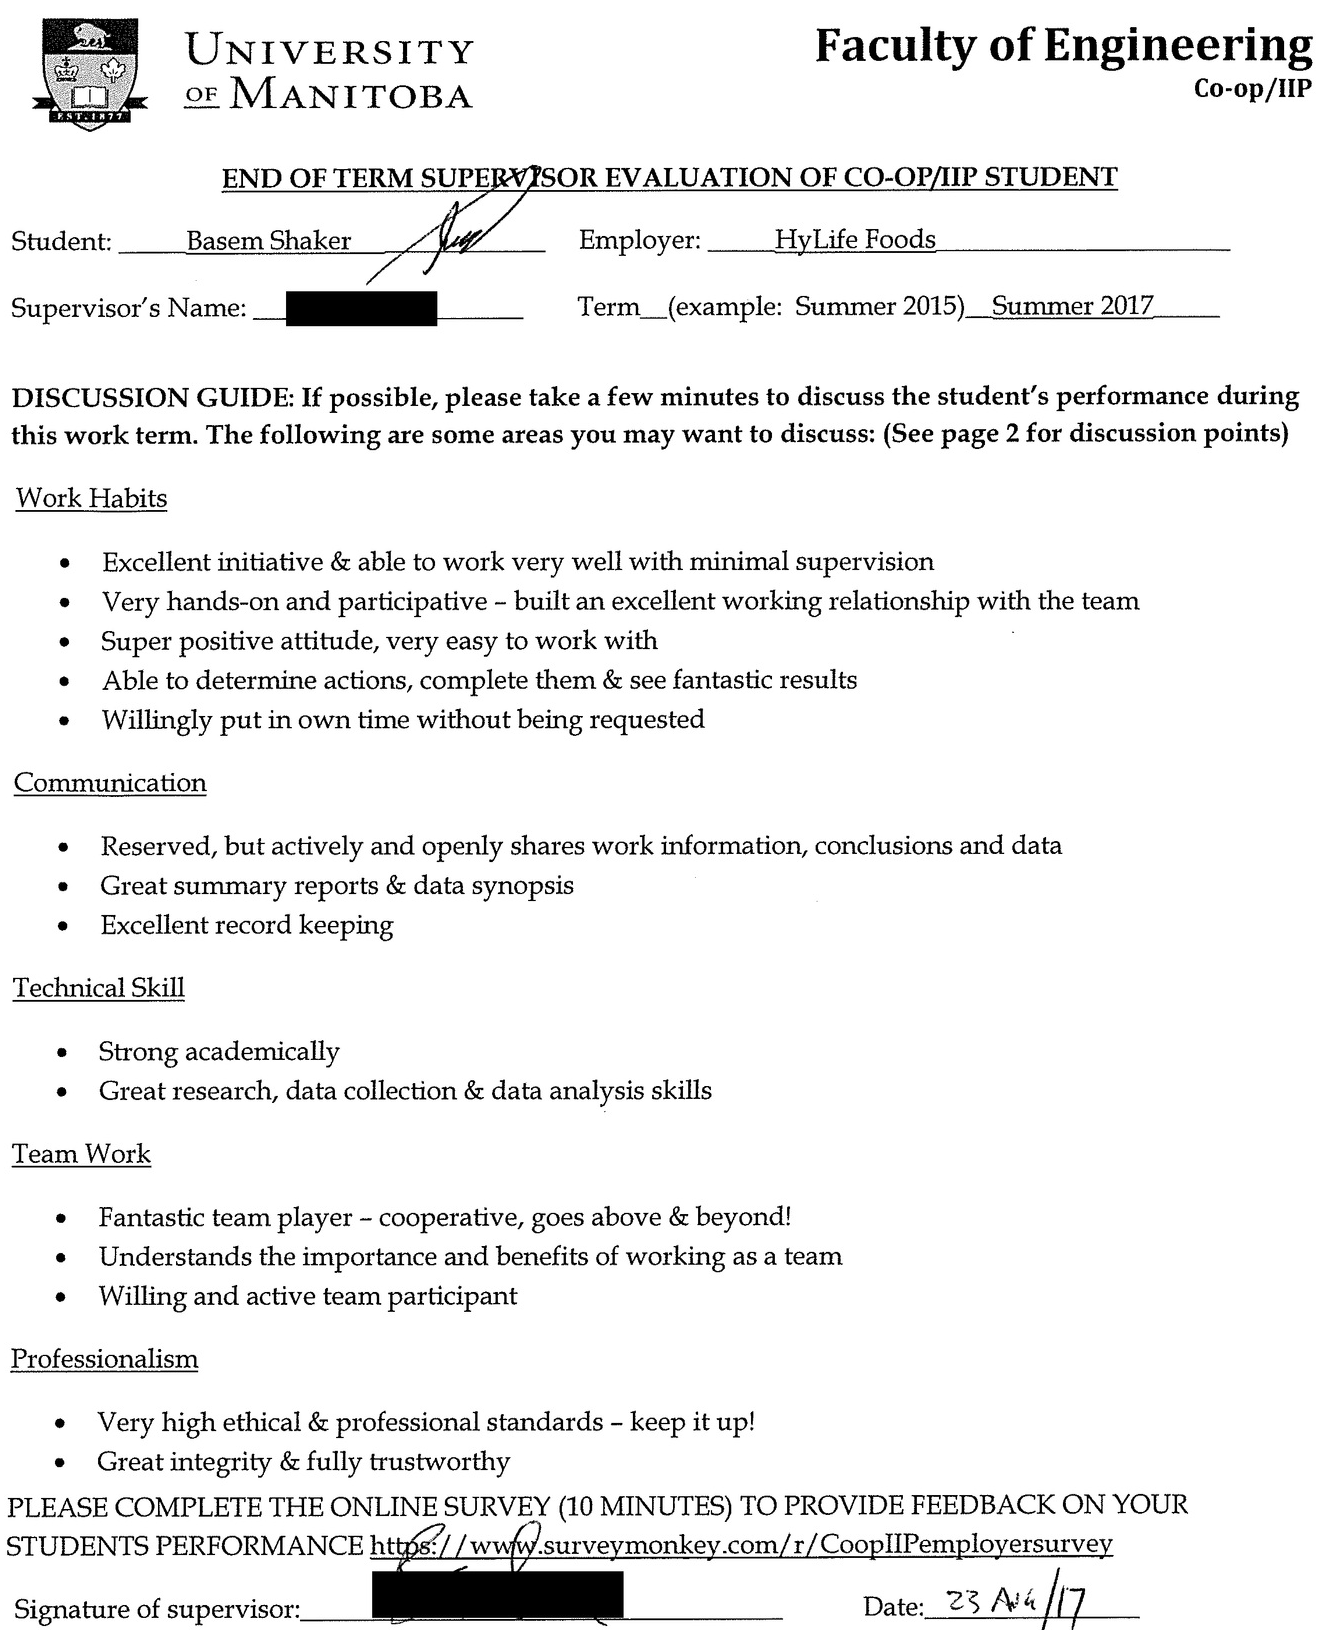 UNIVERSITY
OF MANITOBA
EST. 1877
Faculty of Engineering
Co-op/IIP
END OF TERM SUPERVISOR EVALUATION OF CO-OP/IIP STUDENT
Student: Basem Shaker Employer: HyLife Foods
Supervisor's Name: Term (example: Summer 2015) Summer 2017
DISCUSSION GUIDE: If possible, please take a few minutes to discuss the student's performance during
this work term. The following are some areas you may want to discuss: (See page 2 for discussion points)
Work Habits
• Excellent initiative & able to work very well with minimal supervision
• Very hands-on and participative – built an excellent working relationship with the team
• Super positive attitude, very easy to work with
• Able to determine actions, complete them & see fantastic results
• Willingly put in own time without being requested
Communication
• Reserved, but actively and openly shares work information, conclusions and data
• Great summary reports & data synopsis
• Excellent record keeping
Technical Skill
• Strong academically
• Great research, data collection & data analysis skills
Team Work
• Fantastic team player – cooperative, goes above & beyond!
• Understands the importance and benefits of working as a team
• Willing and active team participant
Professionalism
• Very high ethical & professional standards – keep it up!
• Great integrity & fully trustworthy
PLEASE COMPLETE THE ONLINE SURVEY (10 MINUTES) TO PROVIDE FEEDBACK ON YOUR
STUDENTS PERFORMANCE https://www.surveymonkey.com/r/CoopIIPemployersurvey
Signature of supervisor: Date: 23 AUG/17